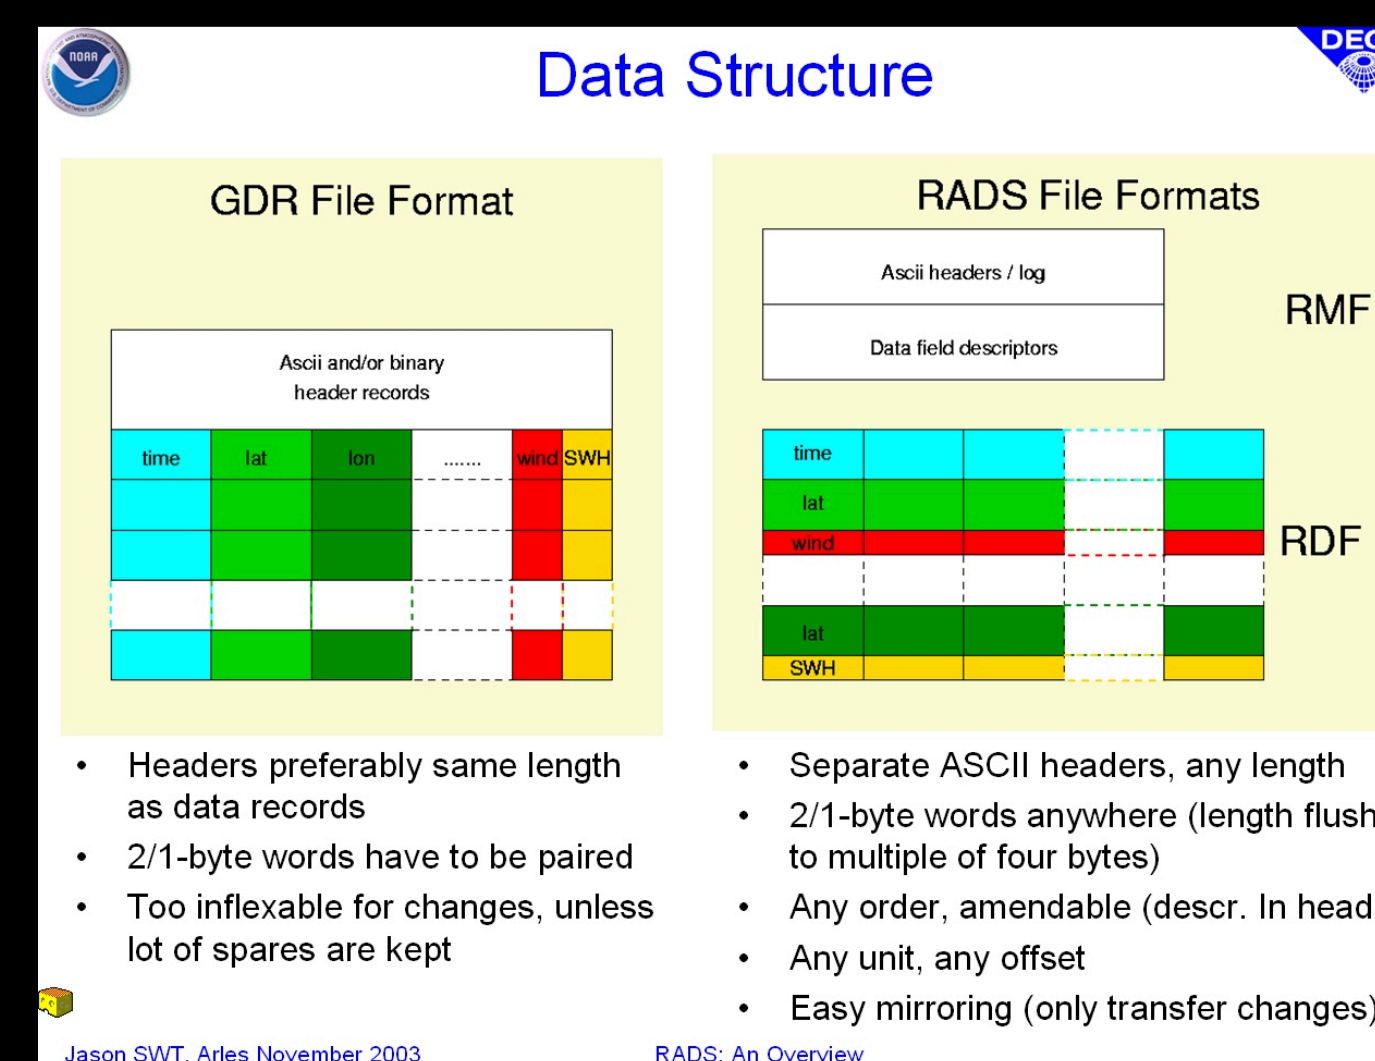 NOAA
Data Structure
GDR File Format
Ascii and/or binary
header records
time lat lon ....... wind SWH
RADS File Formats
Ascii headers / log
Data field descriptors
RMF
time
lat
wind
RDF
lat
SWH
• Headers preferably same length
as data records
• 2/1-byte words have to be paired
• Too inflexable for changes, unless
lot of spares are kept
• Separate ASCII headers, any length
• 2/1-byte words anywhere (length flush
to multiple of four bytes)
• Any order, amendable (descr. In head
• Any unit, any offset
• Easy mirroring (only transfer changes)
Jason SWT, Arles November 2003
RADS: An Overview